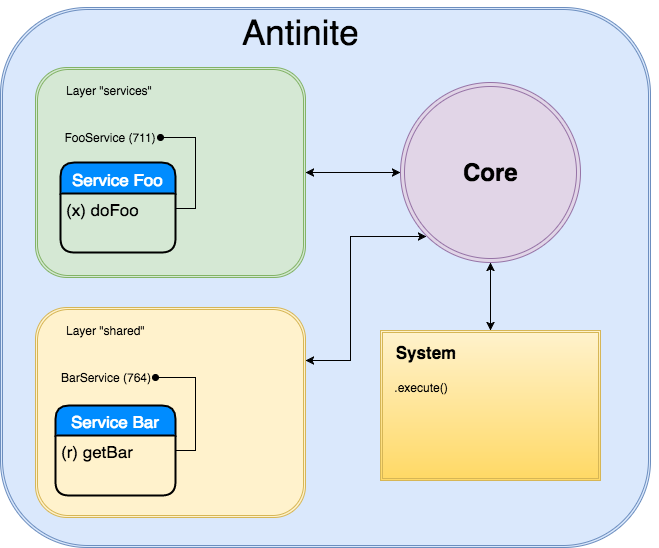 Antinite
Layer "services"
FooService (711)
Service Foo
(x) doFoo
Core
Layer "shared"
BarService (764)
Service Bar
(r) getBar
System
.execute()